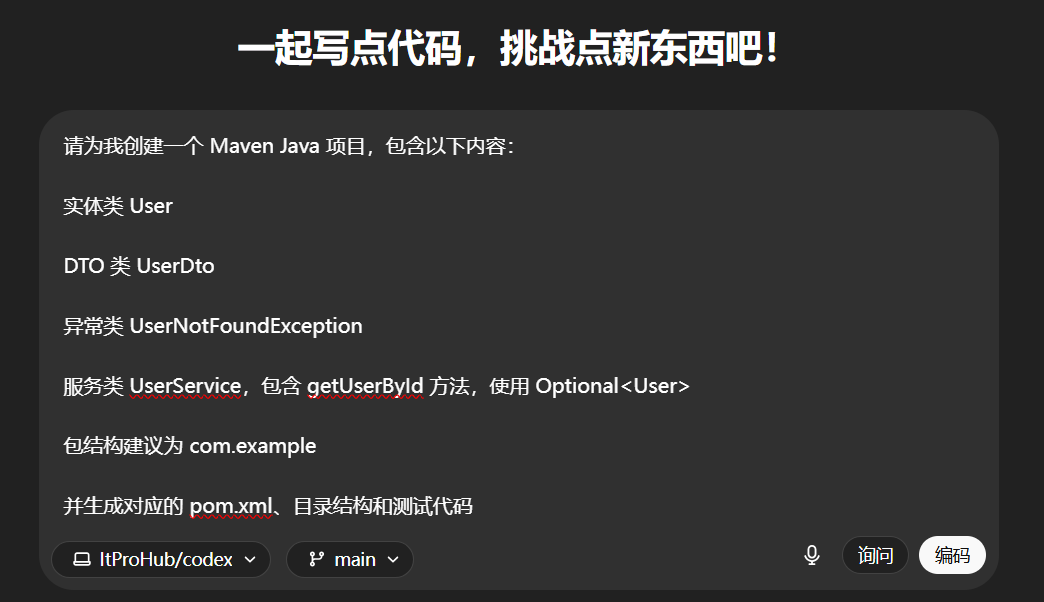 一起写点代码，挑战点新东西吧！
请为我创建一个 Maven Java 项目，包含以下内容：
实体类 User
DTO 类 UserDto
异常类 UserNotFoundException
服务类 UserService，包含 getUserById 方法，使用 Optional<User>
包结构建议为 com.example
并生成对应的 pom.xml、目录结构和测试代码
ItProHub/codex
main
询问
编码